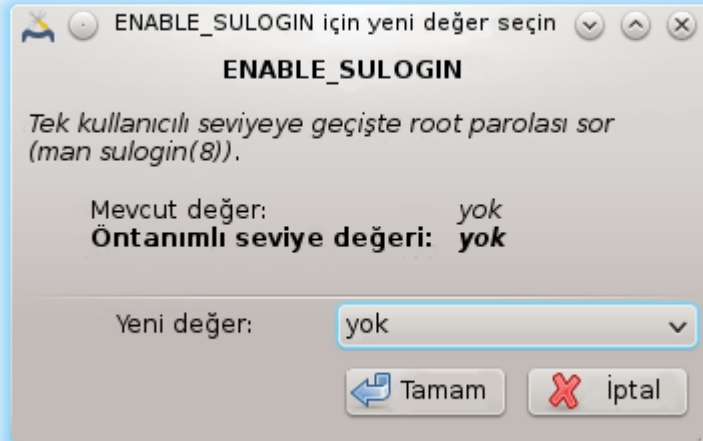 ENABLE_SULOGIN için yeni değer seçin
ENABLE_SULOGIN
Tek kullanıcılı seviyeye geçişte root parolası sor
(man sulogin(8)).
Mevcut değer: yok
Öntanımlı seviye değeri: yok
Yeni değer: yok
Tamam İptal